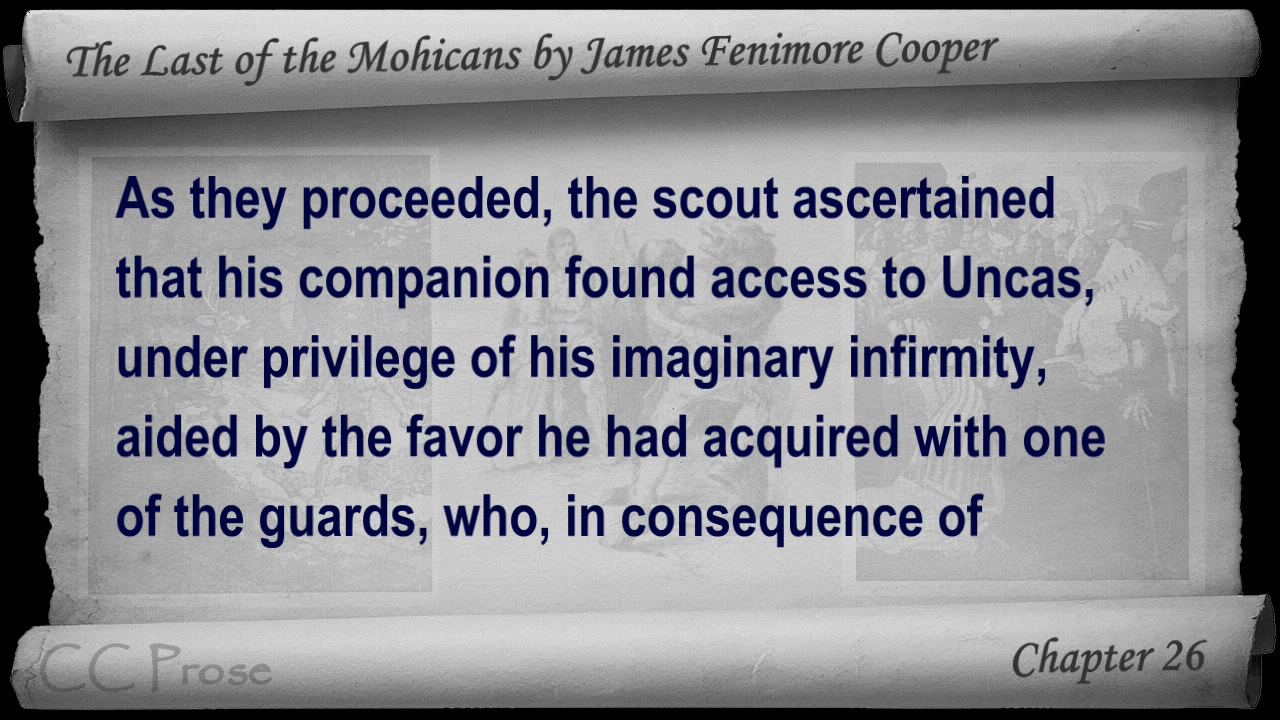 The Last of the Mohicans by James Fenimore Cooper
As they proceeded, the scout ascertained
that his companion found access to Uncas,
under privilege of his imaginary infirmity,
aided by the favor he had acquired with one
of the guards, who, in consequence of
CC Prose
Chapter 26